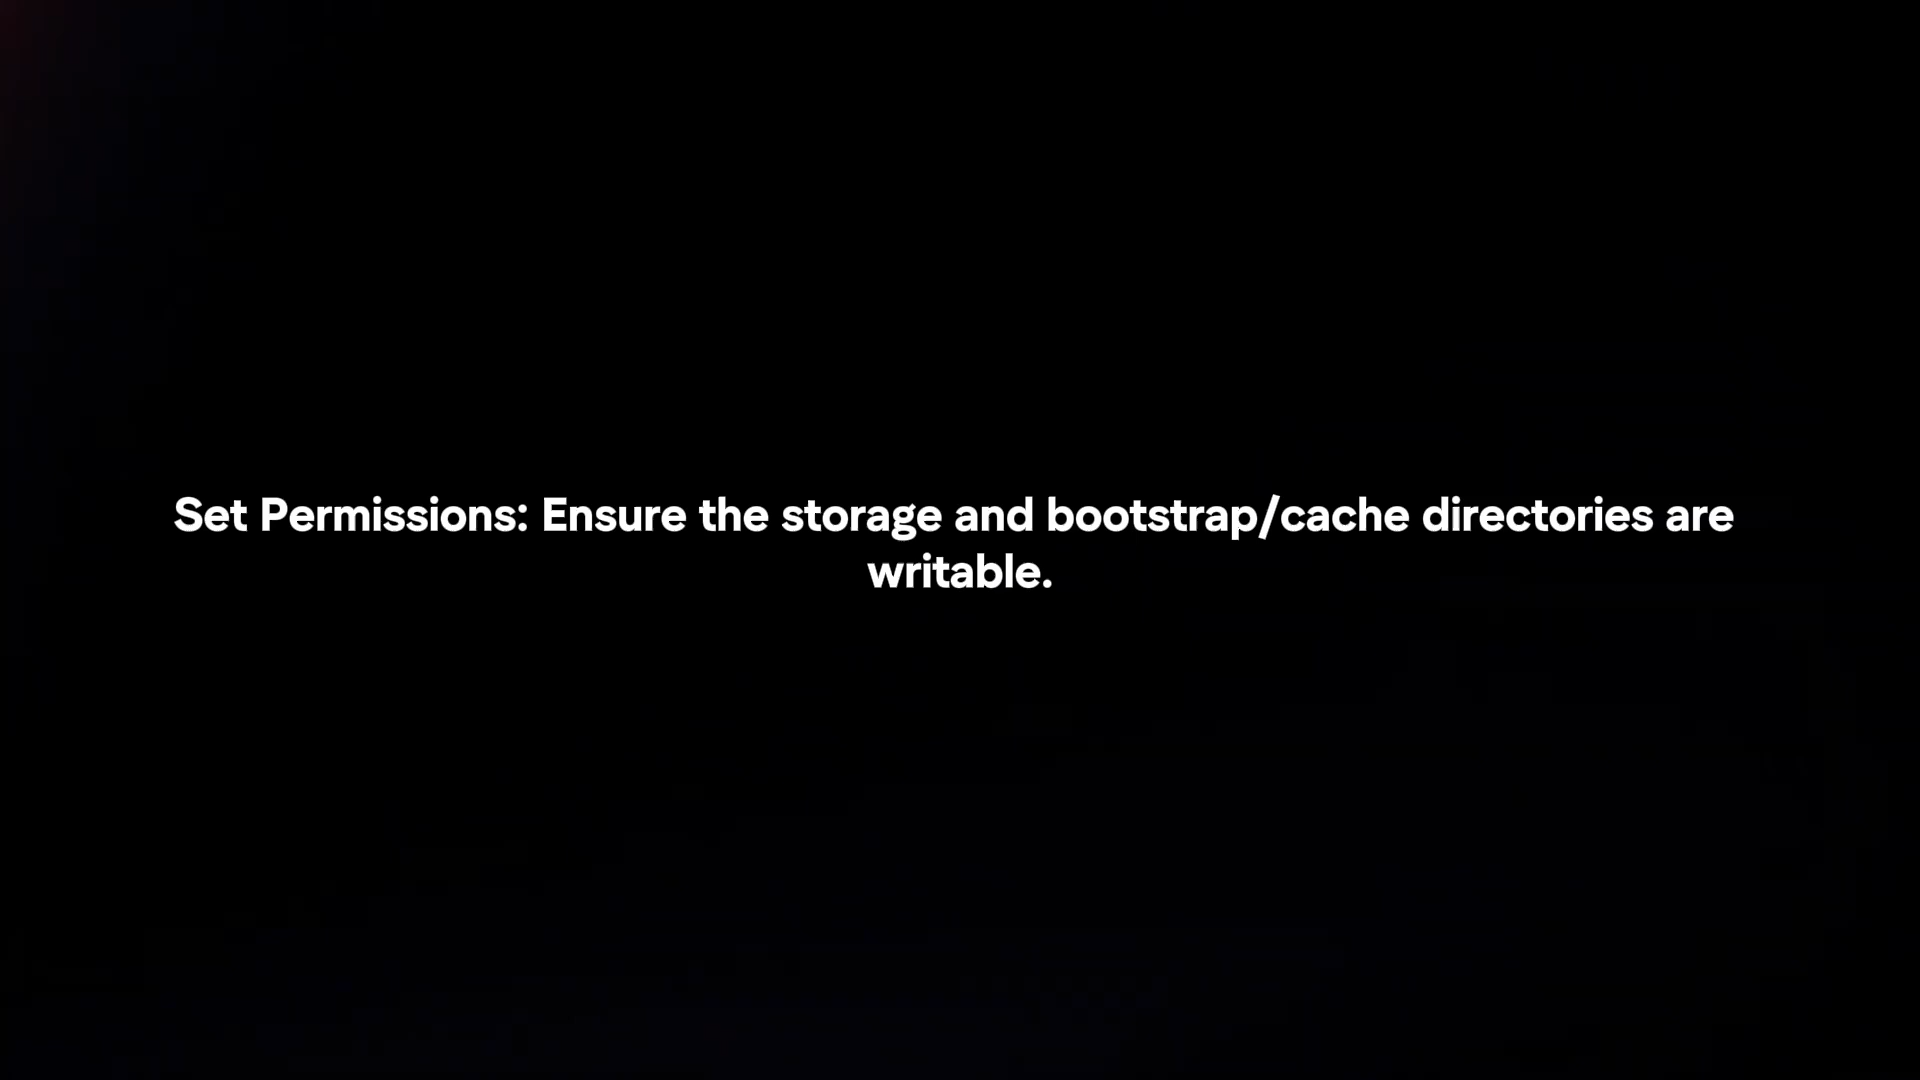 Set Permissions: Ensure the storage and bootstrap/cache directories are
writable.